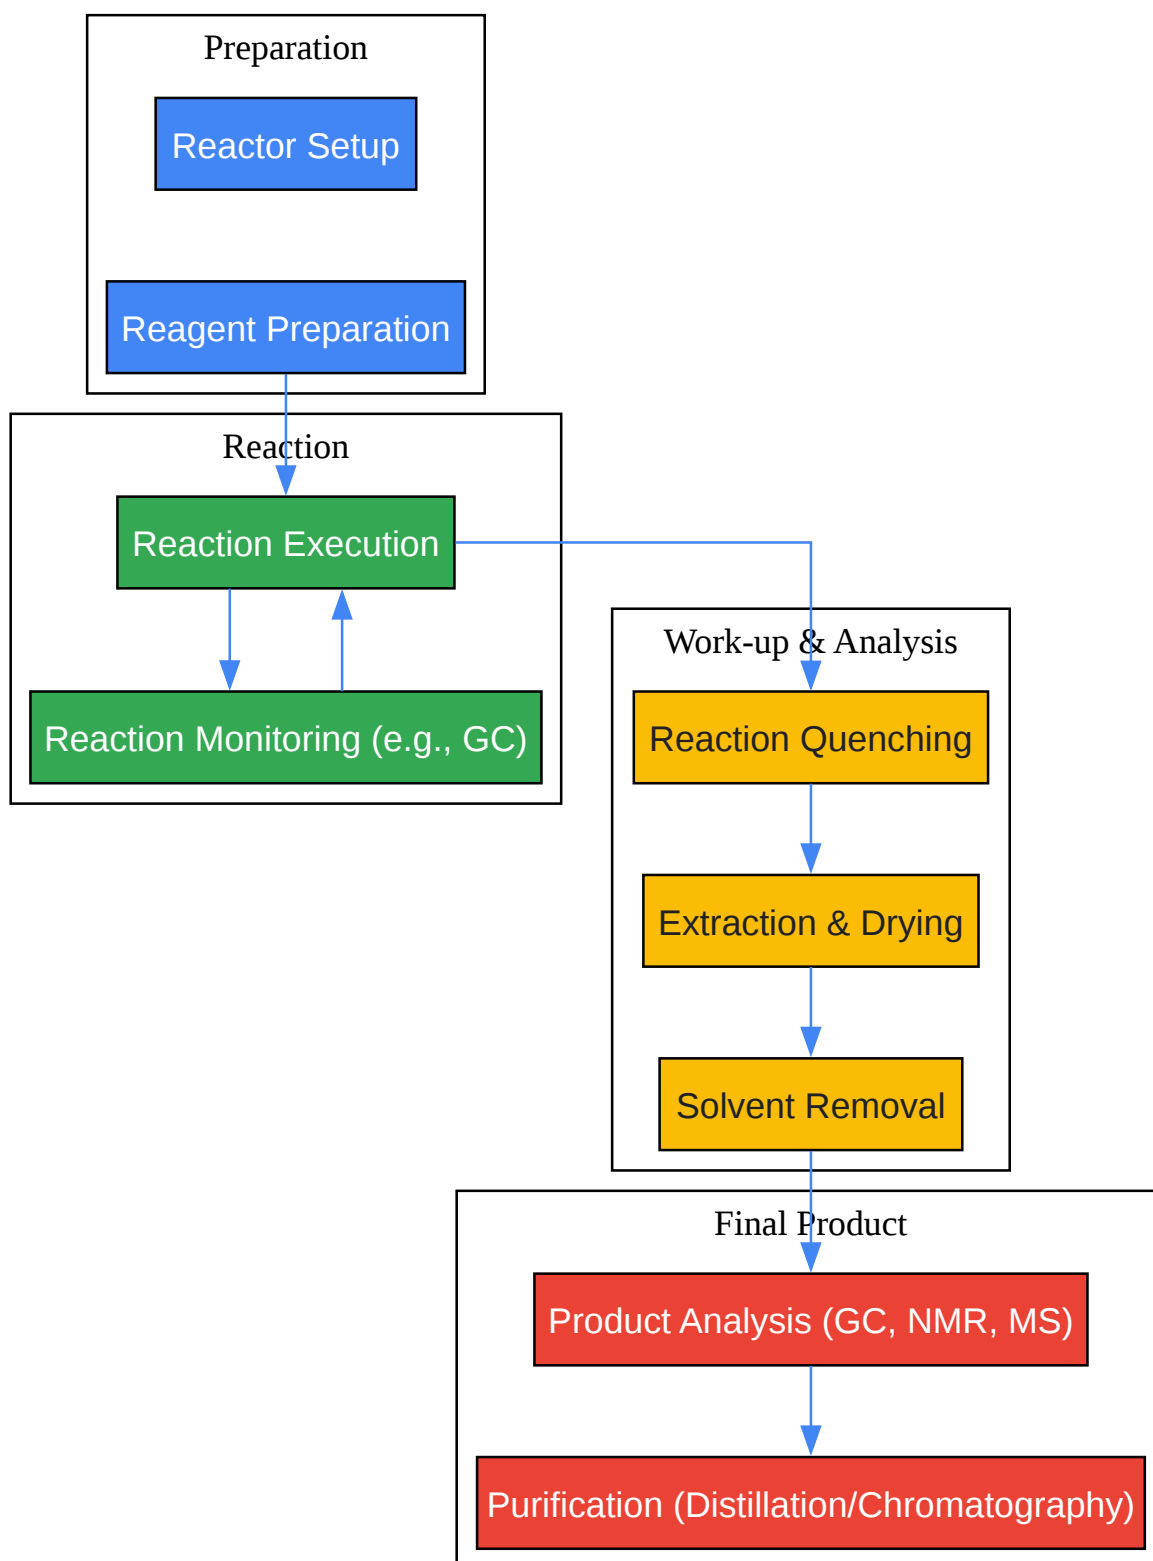 Preparation
Reactor Setup
Reagent Preparation
Reaction
Reaction Execution
Reaction Monitoring (e.g., GC)
Work-up & Analysis
Reaction Quenching
Extraction & Drying
Solvent Removal
Final Product
Product Analysis (GC, NMR, MS)
Purification (Distillation/Chromatography)